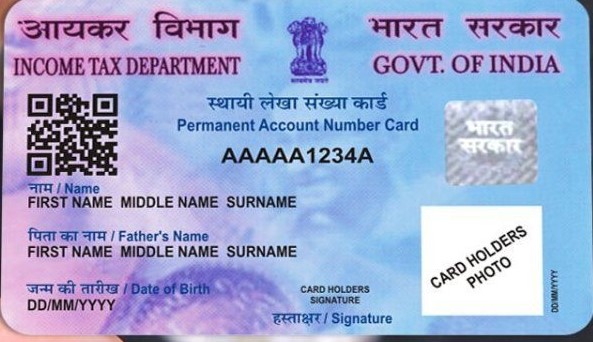 आयकर विभाग
INCOME TAX DEPARTMENT
भारत सरकार
GOVT. OF INDIA
सत्यमेव जयते
स्थायी लेखा संख्या कार्ड
Permanent Account Number Card
AAAAA1234A
भारत
सरकार
नाम / Name
FIRST NAME MIDDLE NAME SURNAME
पिता का नाम / Father's Name
FIRST NAME MIDDLE NAME SURNAME
जन्म की तारीख / Date of Birth
DD/MM/YYYY
CARD HOLDERS
SIGNATURE
हस्ताक्षर / Signature
CARD HOLDERS
PHOTO
DD/MM/YYYY